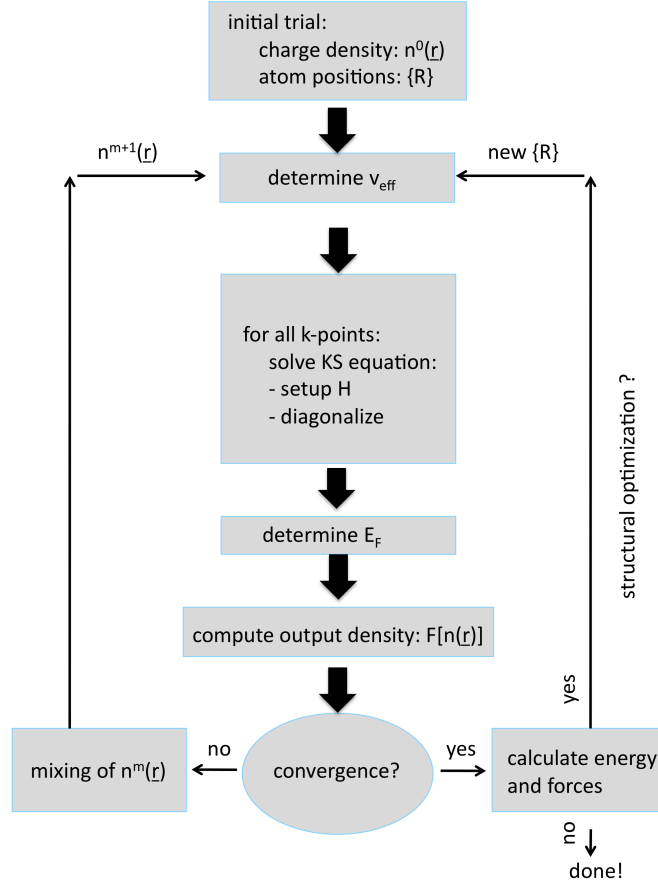 initial trial:
charge density: n⁰(r)
atom positions: {R}
nᵐ⁺¹(r)
new {R}
determine v_eff
for all k-points:
solve KS equation:
- setup H
- diagonalize
structural optimization ?
determine E_F
compute output density: F[n(r)]
yes
mixing of nᵐ(r)
no
convergence?
yes
calculate energy
and forces
no
done!